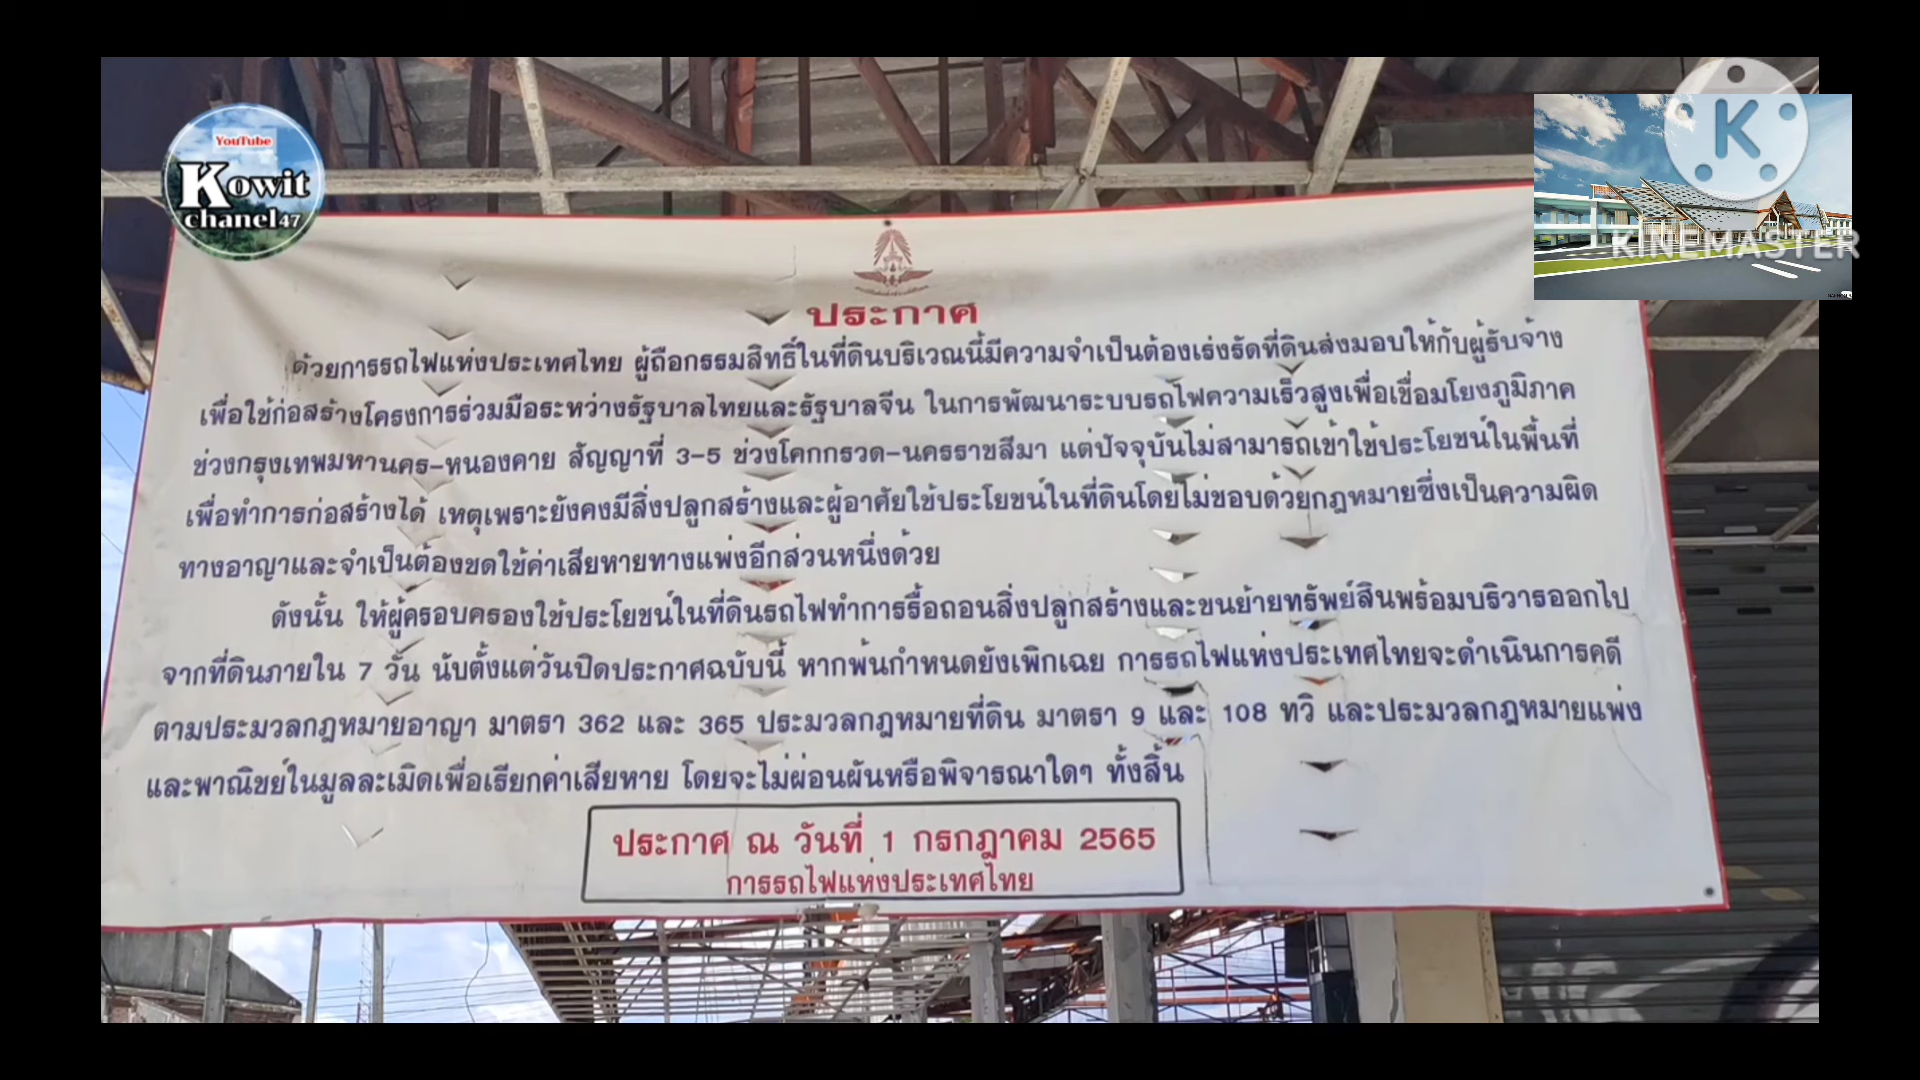 YouTube
Kowit
chanel47
K
KINEMASTER
ประกาศ
ด้วยการรถไฟแห่งประเทศไทย ผู้ถือกรรมสิทธิ์ในที่ดินบริเวณนี้มีความจำเป็นต้องเร่งรัดที่ดินส่งมอบให้กับผู้รับจ้าง
เพื่อใช้ก่อสร้างโครงการร่วมมือระหว่างรัฐบาลไทยและรัฐบาลจีน ในการพัฒนาระบบรถไฟความเร็วสูงเพื่อเชื่อมโยงภูมิภาค
ช่วงกรุงเทพมหานคร-หนองคาย สัญญาที่ 3-5 ช่วงโคกกรวด-นครราชสีมา แต่ปัจจุบันไม่สามารถเข้าใช้ประโยชน์ในพื้นที่
เพื่อทำการก่อสร้างได้ เหตุเพราะยังคงมีสิ่งปลูกสร้างและผู้อาศัยใช้ประโยชน์ในที่ดินโดยไม่ชอบด้วยกฎหมายซึ่งเป็นความผิด
ทางอาญาและจำเป็นต้องชดใช้ค่าเสียหายทางแพ่งอีกส่วนหนึ่งด้วย
ดังนั้น ให้ผู้ครอบครองใช้ประโยชน์ในที่ดินรถไฟทำการรื้อถอนสิ่งปลูกสร้างและขนย้ายทรัพย์สินพร้อมบริวารออกไป
จากที่ดินภายใน 7 วัน นับตั้งแต่วันปิดประกาศฉบับนี้ หากพ้นกำหนดยังเพิกเฉย การรถไฟแห่งประเทศไทยจะดำเนินการคดี
ตามประมวลกฎหมายอาญา มาตรา 362 และ 365 ประมวลกฎหมายที่ดิน มาตรา 9 และ 108 ทวิ และประมวลกฎหมายแพ่ง
และพาณิชย์ในมูลละเมิดเพื่อเรียกค่าเสียหาย โดยจะไม่ผ่อนผันหรือพิจารณาใดๆ ทั้งสิ้น
ประกาศ ณ วันที่ 1 กรกฎาคม 2565
การรถไฟแห่งประเทศไทย